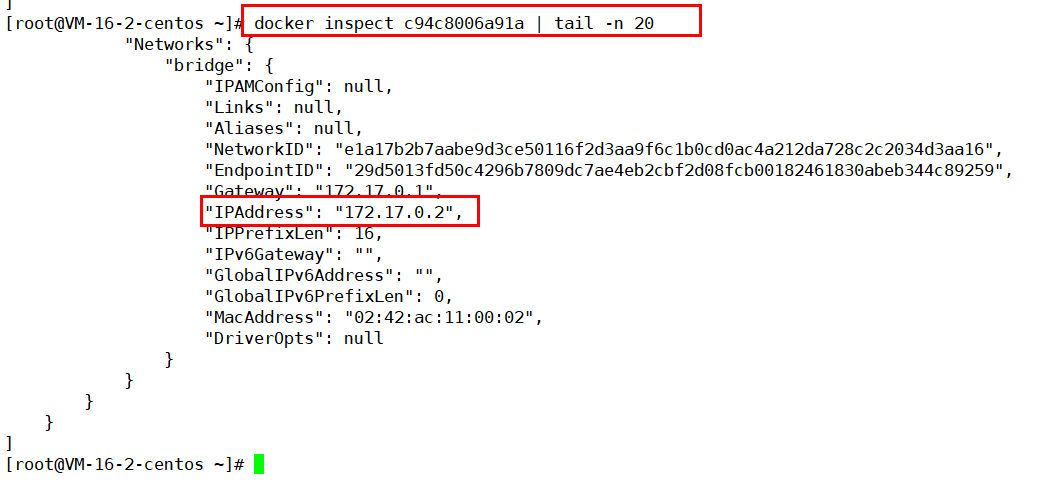 ]
[root@VM-16-2-centos ~]# docker inspect c94c8006a91a | tail -n 20
"Networks": {
"bridge": {
"IPAMConfig": null,
"Links": null,
"Aliases": null,
"NetworkID": "e1a17b2b7aabe9d3ce50116f2d3aa9f6c1b0cd0ac4a212da728c2c2034d3aa16",
"EndpointID": "29d5013fd50c4296b7809dc7ae4eb2cbf2d08fcb00182461830abeb344c89259",
"Gateway": "172.17.0.1",
"IPAddress": "172.17.0.2",
"IPPrefixLen": 16,
"IPv6Gateway": "",
"GlobalIPv6Address": "",
"GlobalIPv6PrefixLen": 0,
"MacAddress": "02:42:ac:11:00:02",
"DriverOpts": null
}
}
}
}
]
[root@VM-16-2-centos ~]#